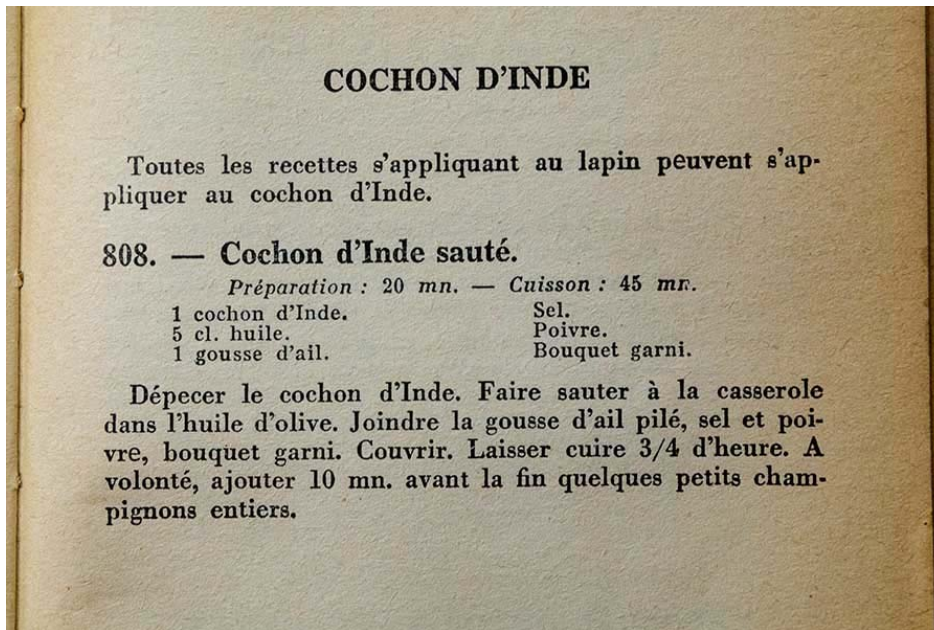 COCHON D'INDE
Toutes les recettes s'appliquant au lapin peuvent s'ap-
pliquer au cochon d'Inde.
808. — Cochon d'Inde sauté.
Préparation : 20 mn. — Cuisson : 45 mn.
1 cochon d'Inde. Sel.
5 cl. huile. Poivre.
1 gousse d'ail. Bouquet garni.
Dépecer le cochon d'Inde. Faire sauter à la casserole
dans l'huile d'olive. Joindre la gousse d'ail pilé, sel et poi-
vre, bouquet garni. Couvrir. Laisser cuire 3/4 d'heure. A
volonté, ajouter 10 mn. avant la fin quelques petits cham-
pignons entiers.